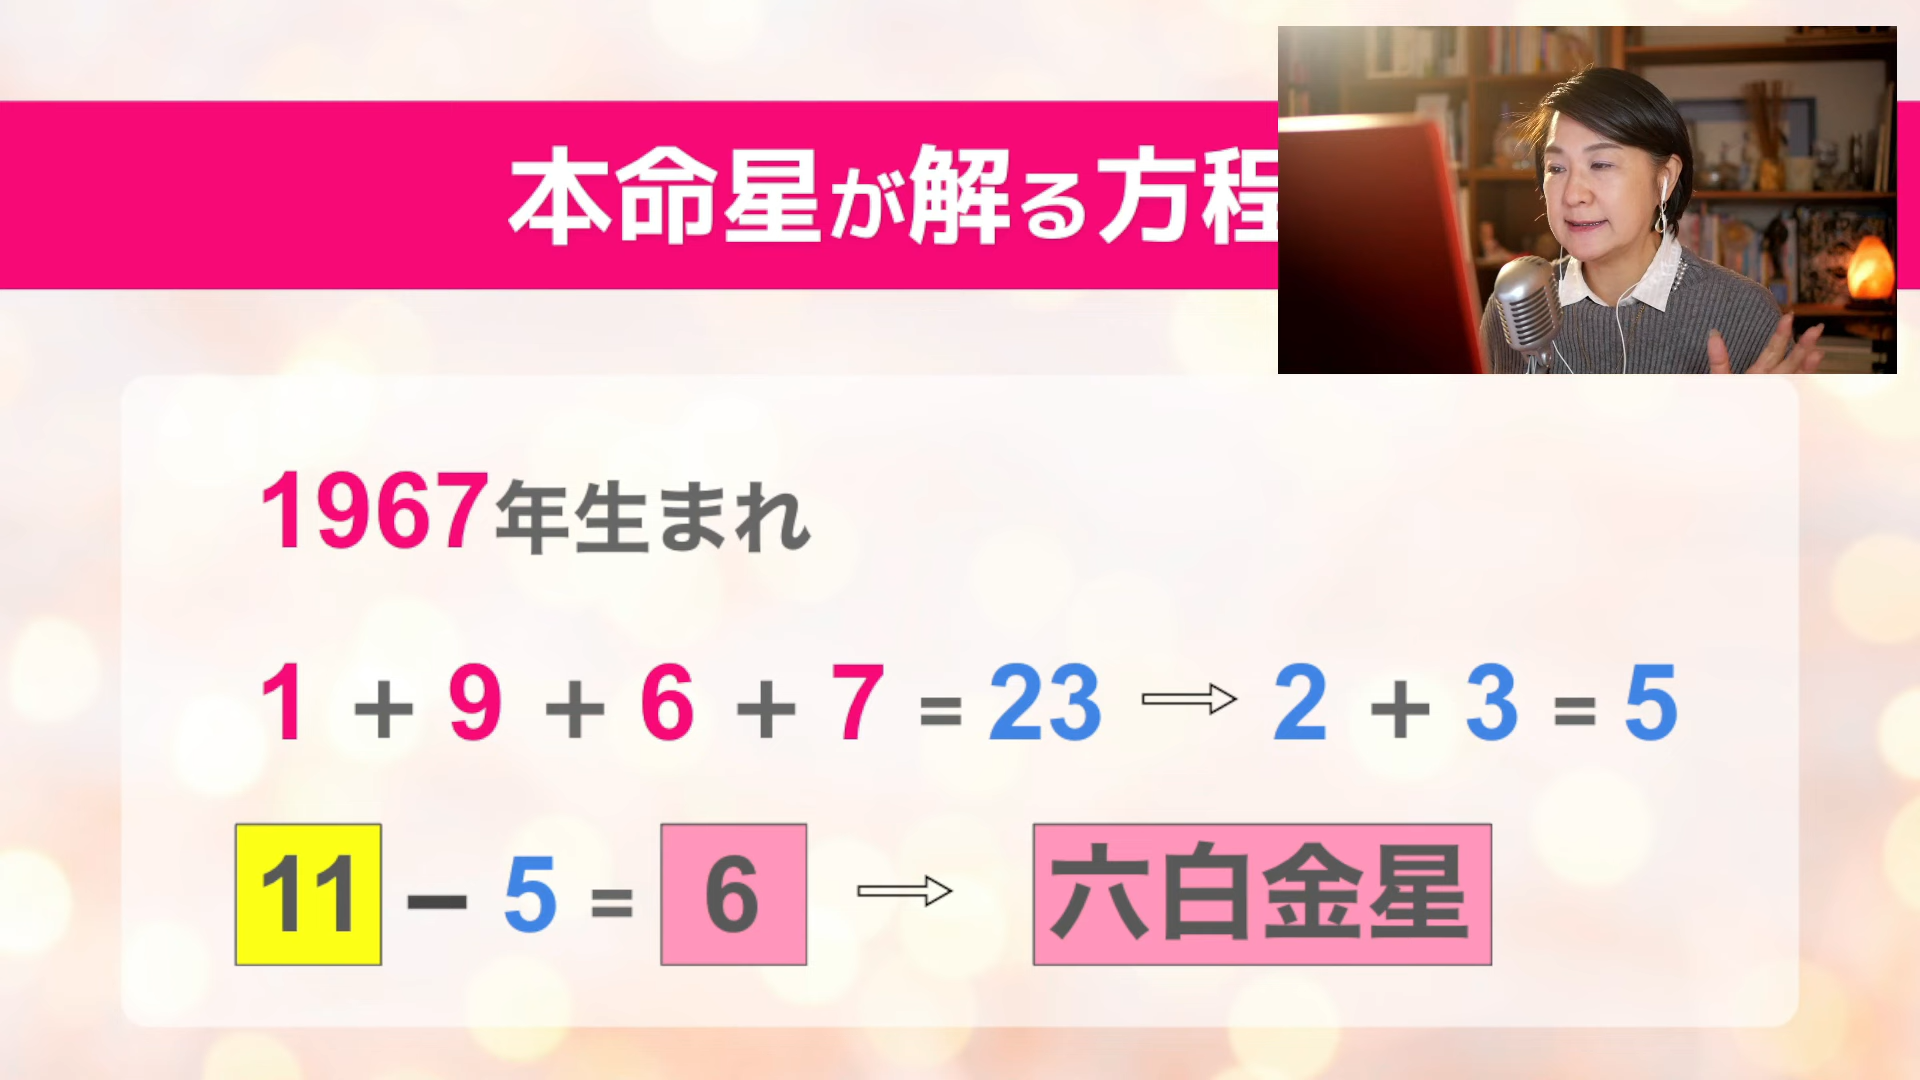 本命星が解る方程
1967年生まれ
1 + 9 + 6 + 7 = 23 ⇨ 2 + 3 = 5
11 − 5 = 6 ⇨ 六白金星